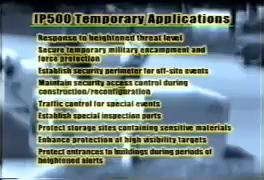 IP500 Temporary Applications
Response to heightened threat level
Secure temporary military encampment and
force protection
Establish security perimeter for off-site events
Maintain security access control during
construction/reconfiguration
Traffic control for special events
Establish special inspection ports
Protect storage sites containing sensitive materials
Enhance protection of high visibility targets
Protect entrances to buildings during periods of
heightened alerts